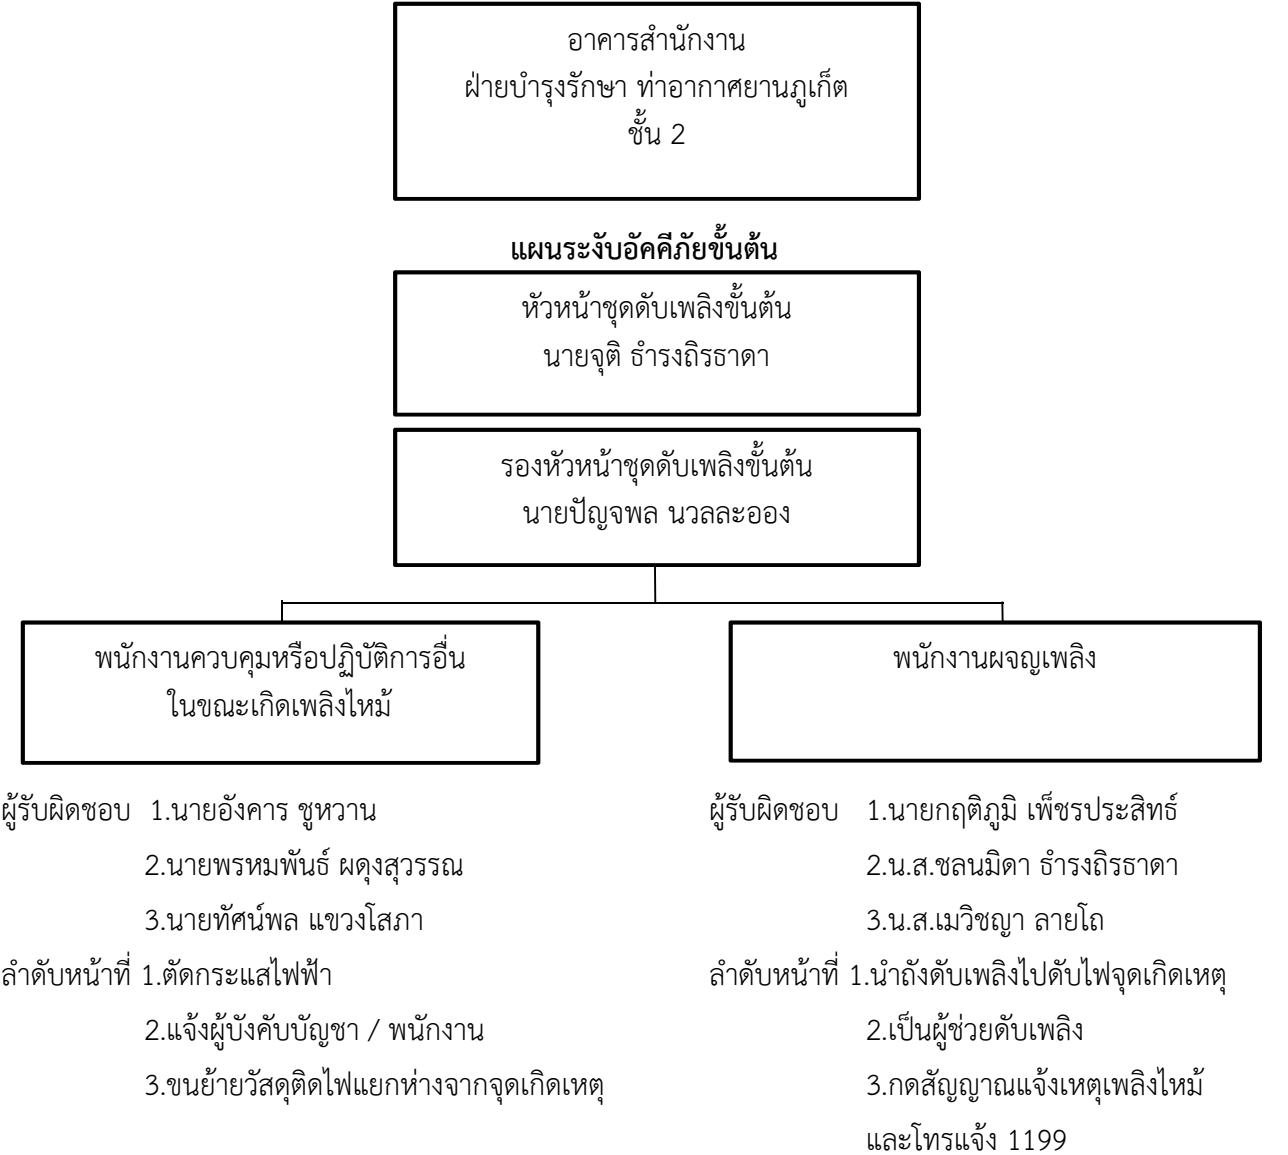 อาคารสำนักงาน
ฝ่ายบำรุงรักษา ท่าอากาศยานภูเก็ต
ชั้น 2
แผนระงับอัคคีภัยขั้นต้น
หัวหน้าชุดดับเพลิงขั้นต้น
นายจุติ ธำรงถิรธาดา
รองหัวหน้าชุดดับเพลิงขั้นต้น
นายปัญจพล นวลละออง
พนักงานควบคุมหรือปฏิบัติการอื่น
ในขณะเกิดเพลิงไหม้
ผู้รับผิดชอบ 1.นายอังคาร ชูหวาน
2.นายพรหมพันธ์ ผดุงสุวรรณ
3.นายทัศน์พล แขวงโสภา
ลำดับหน้าที่ 1.ตัดกระแสไฟฟ้า
2.แจ้งผู้บังคับบัญชา / พนักงาน
3.ขนย้ายวัสดุติดไฟแยกห่างจากจุดเกิดเหตุ
พนักงานผจญเพลิง
ผู้รับผิดชอบ 1.นายกฤติภูมิ เพ็ชรประสิทธ์
2.น.ส.ชลนมิดา ธำรงถิรธาดา
3.น.ส.เมวิชญา ลายโถ
ลำดับหน้าที่ 1.นำถังดับเพลิงไปดับไฟจุดเกิดเหตุ
2.เป็นผู้ช่วยดับเพลิง
3.กดสัญญาณแจ้งเหตุเพลิงไหม้
และโทรแจ้ง 1199